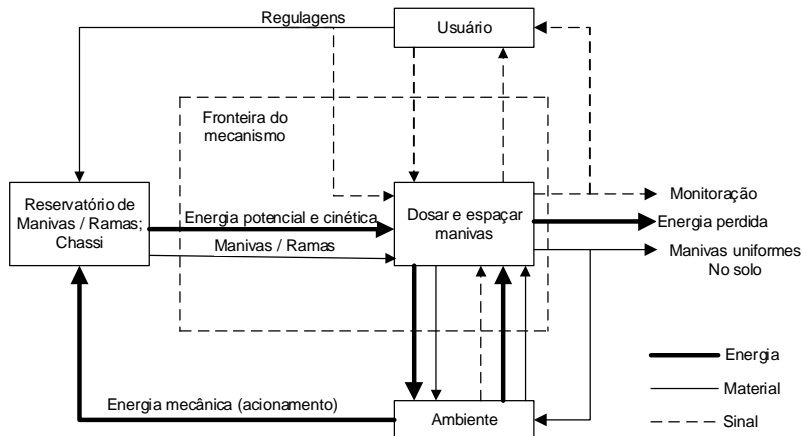 Regulagens
Usuário
Fronteira do
mecanismo
Reservatório de
Manivas / Ramas;
Chassi
Energia potencial e cinética
Manivas / Ramas
Dosar e espaçar
manivas
Monitoração
Energia perdida
Manivas uniformes
No solo
Energia mecânica (acionamento)
Ambiente
Energia
Material
Sinal